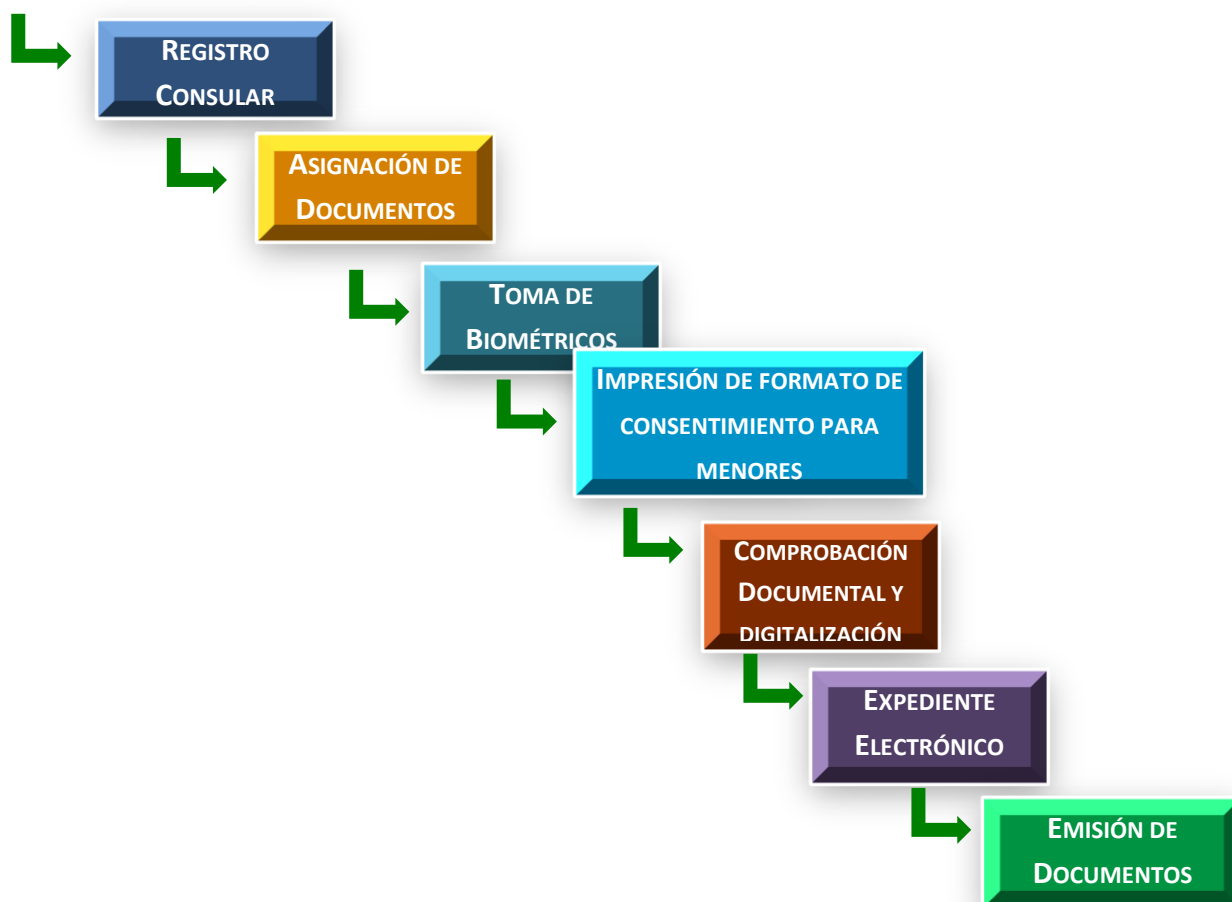 REGISTRO
CONSULAR
ASIGNACIÓN DE
DOCUMENTOS
TOMA DE
BIOMÉTRICOS
IMPRESIÓN DE FORMATO DE
CONSENTIMIENTO PARA
MENORES
COMPROBACIÓN
DOCUMENTAL Y
DIGITALIZACIÓN
EXPEDIENTE
ELECTRÓNICO
EMISIÓN DE
DOCUMENTOS